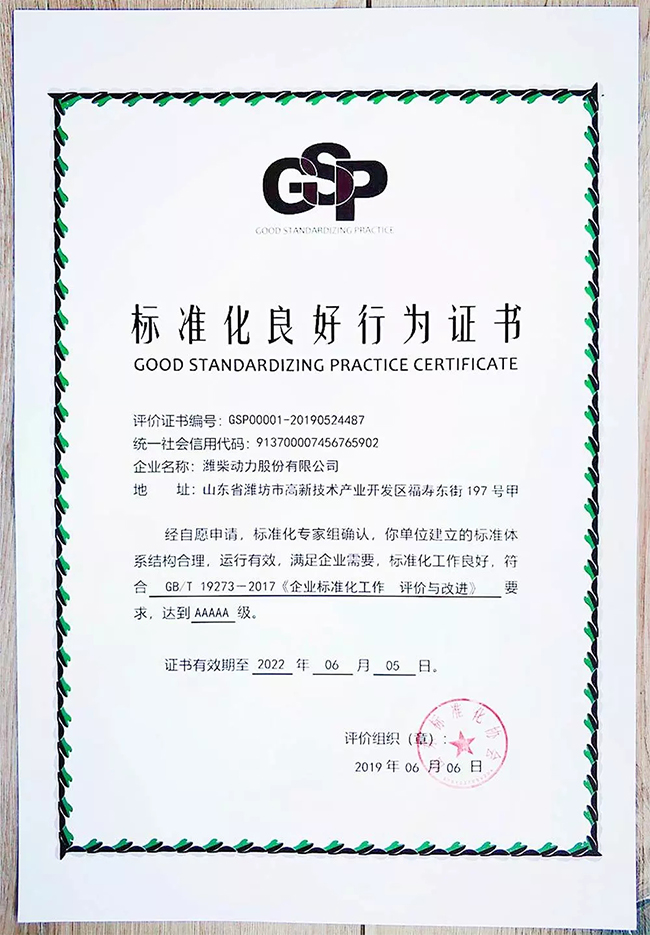 GSP
GOOD STANDARDIZING PRACTICE
标准化良好行为证书
GOOD STANDARDIZING PRACTICE CERTIFICATE
评价证书编号：GSP00001-20190524487
统一社会信用代码：913700007456765902
企业名称：潍柴动力股份有限公司
地 址：山东省潍坊市高新技术产业开发区福寿东街 197 号甲
经自愿申请，标准化专家组确认，你单位建立的标准体
系结构合理，运行有效，满足企业需要，标准化工作良好，符
合 GB/T 19273－2017《企业标准化工作 评价与改进》 要
求，达到 AAAAA 级。
证书有效期至 2022 年 06 月 05 日。
评价组织（章）：
2019 年 06 月 06 日
标准化协会